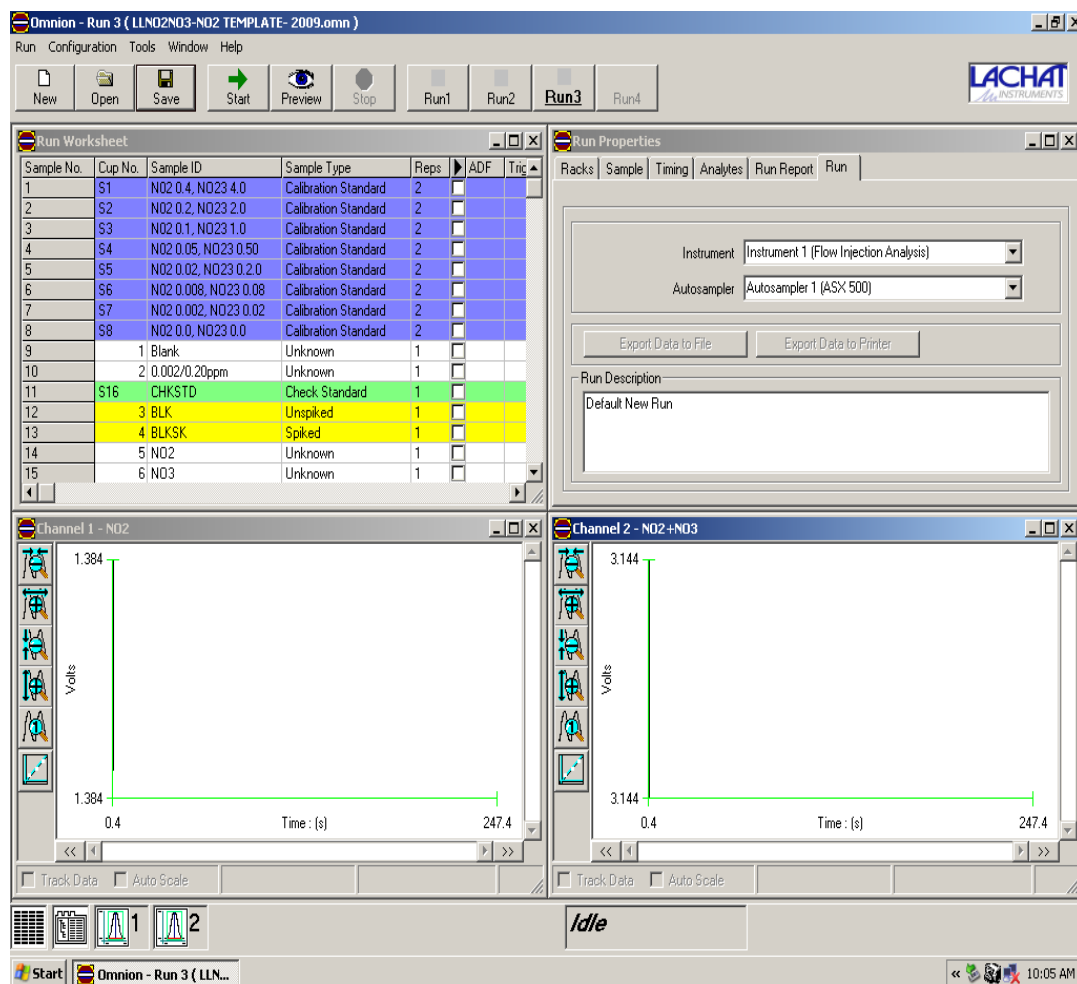 Omnion - Run 3 ( LLNO2NO3-NO2 TEMPLATE- 2009.omn )
Run Configuration Tools Window Help
New Open Save Start Preview Stop Run1 Run2 Run3 Run4
LACHAT
INSTRUMENTS
Run Worksheet
Sample No. Cup No. Sample ID Sample Type Reps ADF Trig
1 S1 NO2 0.4, NO23 4.0 Calibration Standard 2
2 S2 NO2 0.2, NO23 2.0 Calibration Standard 2
3 S3 NO2 0.1, NO23 1.0 Calibration Standard 2
4 S4 NO2 0.05, NO23 0.50 Calibration Standard 2
5 S5 NO2 0.02, NO23 0.2.0 Calibration Standard 2
6 S6 NO2 0.008, NO23 0.08 Calibration Standard 2
7 S7 NO2 0.002, NO23 0.02 Calibration Standard 2
8 S8 NO2 0.0, NO23 0.0 Calibration Standard 2
9 1 Blank Unknown 1
10 2 0.002/0.20ppm Unknown 1
11 S16 CHKSTD Check Standard 1
12 3 BLK Unspiked 1
13 4 BLKSK Spiked 1
14 5 NO2 Unknown 1
15 6 NO3 Unknown 1
Run Properties
Racks Sample Timing Analytes Run Report Run
Instrument Instrument 1 (Flow Injection Analysis)
Autosampler Autosampler 1 (ASX 500)
Export Data to File Export Data to Printer
Run Description
Default New Run
Channel 1 - NO2
1.384
Volts
1.384
0.4 Time : (s) 247.4
<< >>
Track Data Auto Scale
Channel 2 - NO2+NO3
3.144
Volts
3.144
0.4 Time : (s) 247.4
<< >>
Track Data Auto Scale
1 2 Idle
Start Omnion - Run 3 ( LLN... « 10:05 AM